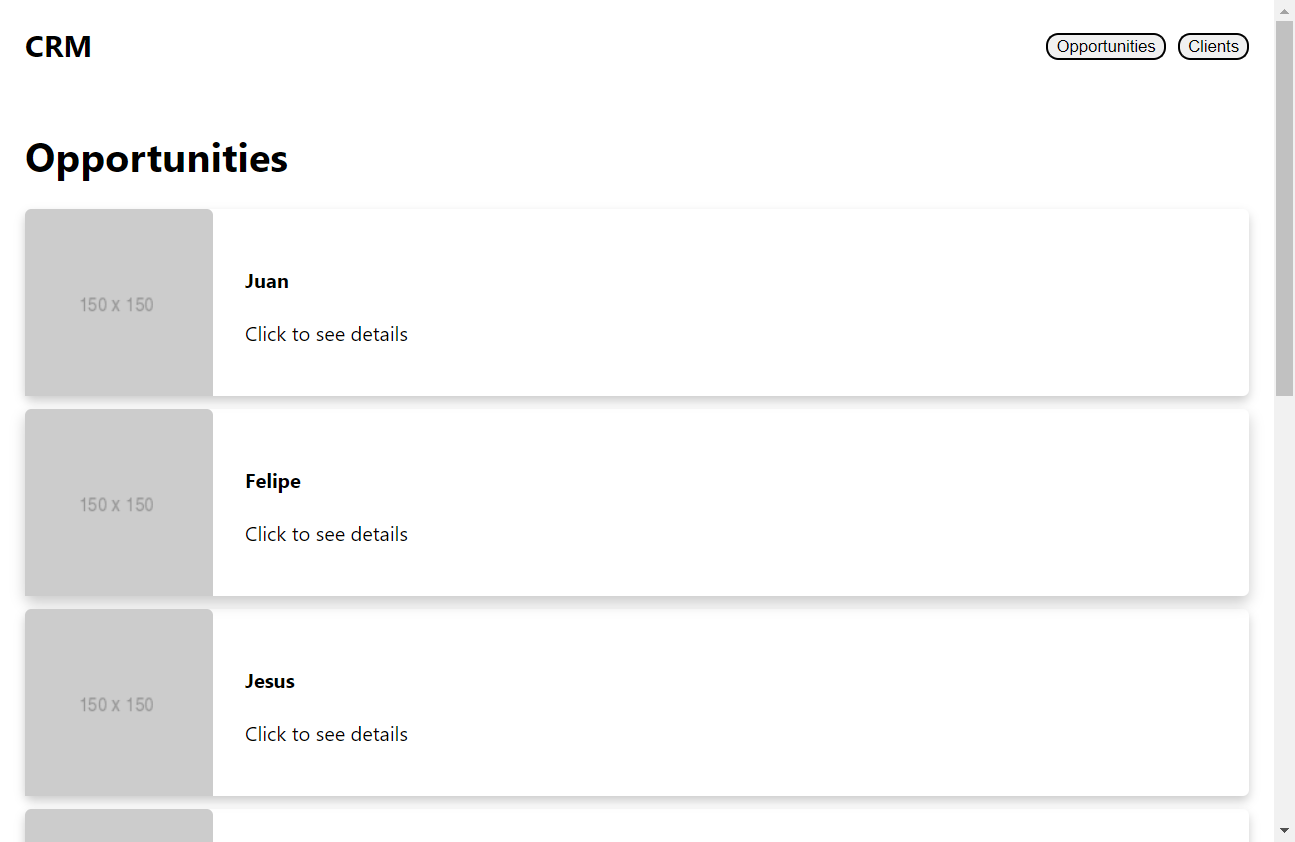 CRM
Opportunities Clients
Opportunities
150 x 150
Juan
Click to see details
150 x 150
Felipe
Click to see details
150 x 150
Jesus
Click to see details